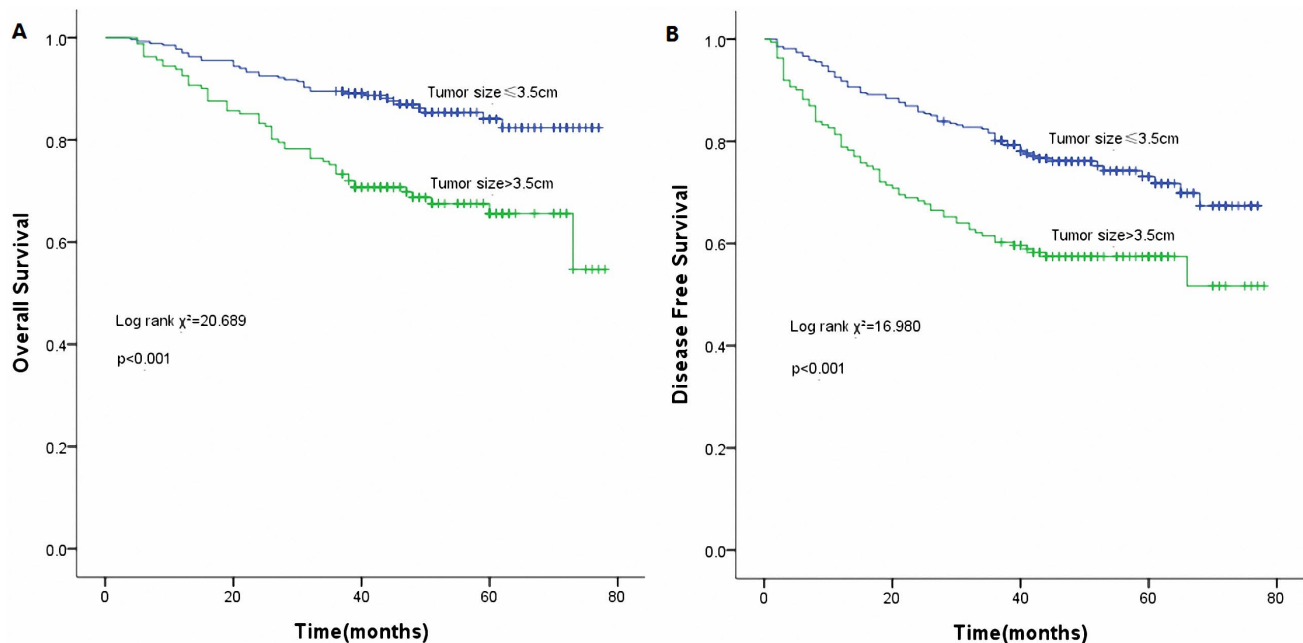 A
Overall Survival
1.0
0.8
0.6
0.4
0.2
0.0
Tumor size≤3.5cm
Tumor size>3.5cm
Log rank χ²=20.689
p<0.001
0 20 40 60 80
Time(months)
B
Disease Free Survival
1.0
0.8
0.6
0.4
0.2
0.0
Tumor size≤3.5cm
Tumor size>3.5cm
Log rank χ²=16.980
p<0.001
0 20 40 60 80
Time(months)